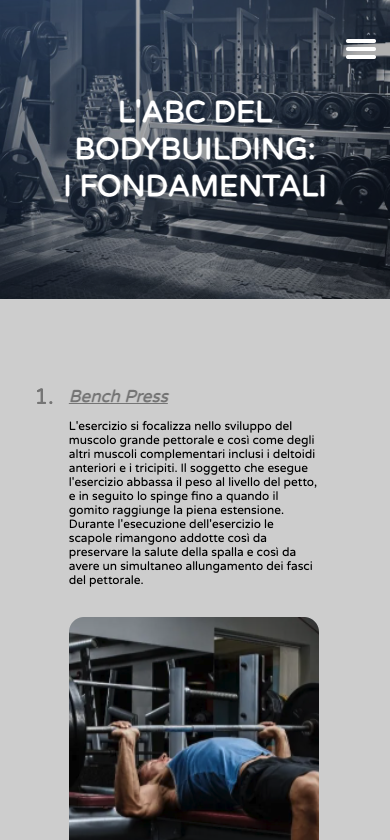 L'ABC DEL
BODYBUILDING:
I FONDAMENTALI
1. Bench Press
L'esercizio si focalizza nello sviluppo del
muscolo grande pettorale e così come degli
altri muscoli complementari inclusi i deltoidi
anteriori e i tricipiti. Il soggetto che esegue
l'esercizio abbassa il peso al livello del petto,
e in seguito lo spinge fino a quando il
gomito raggiunge la piena estensione.
Durante l'esecuzione dell'esercizio le
scapole rimangono addotte così da
preservare la salute della spalla e così da
avere un simultaneo allungamento dei fasci
del pettorale.